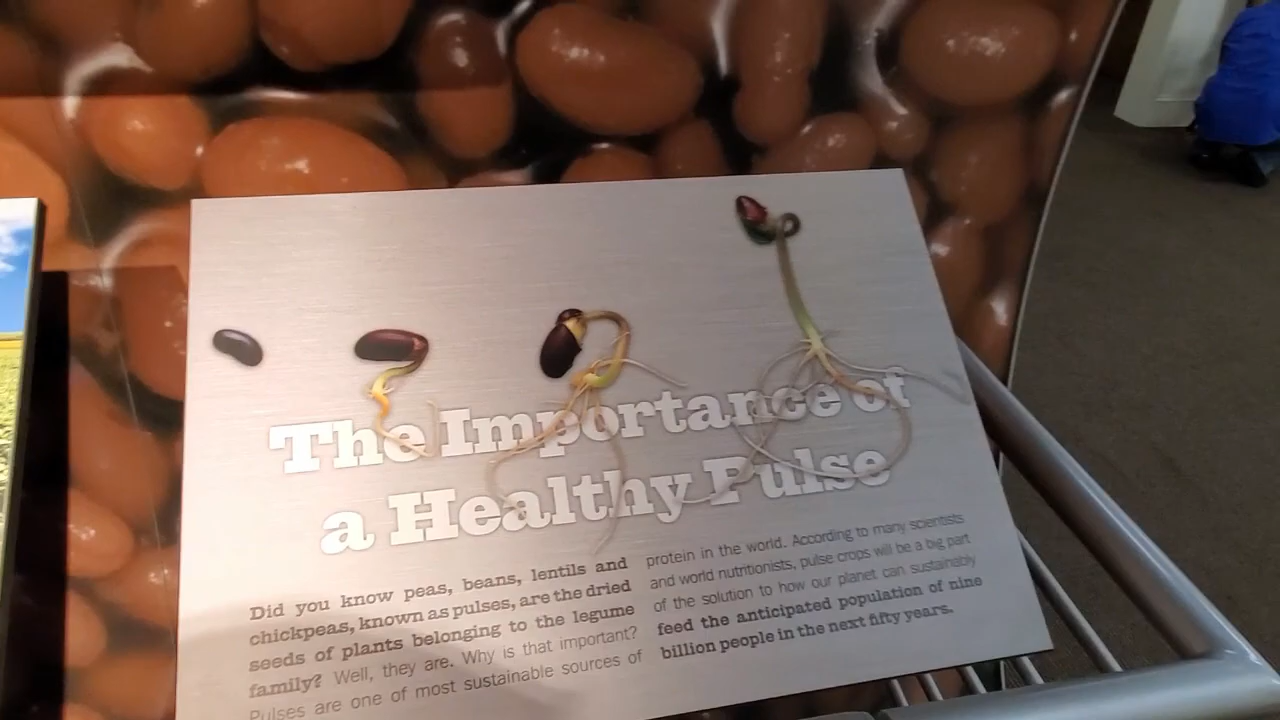 The Importance of
a Healthy Pulse
Did you know peas, beans, lentils and
chickpeas, known as pulses, are the dried
seeds of plants belonging to the legume
family? Well, they are. Why is that important?
Pulses are one of most sustainable sources of
protein in the world. According to many scientists
and world nutritionists, pulse crops will be a big part
of the solution to how our planet can sustainably
feed the anticipated population of nine
billion people in the next fifty years.